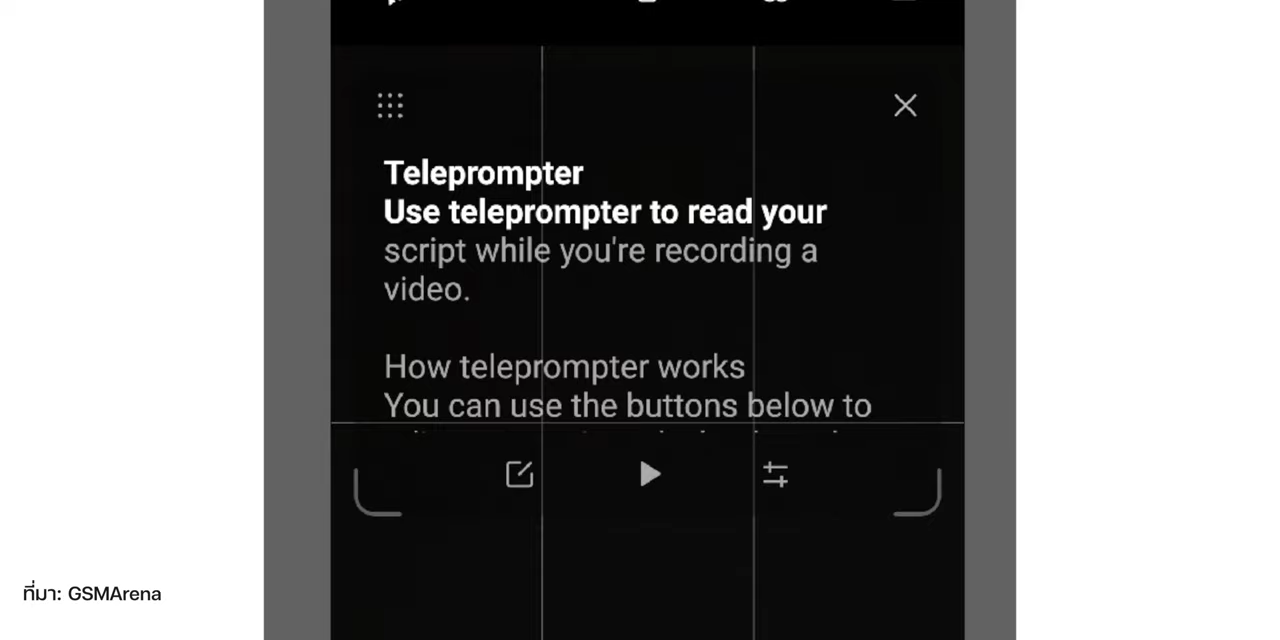 Teleprompter
Use teleprompter to read your
script while you're recording a
video.
How teleprompter works
You can use the buttons below to
ที่มา: GSMArena